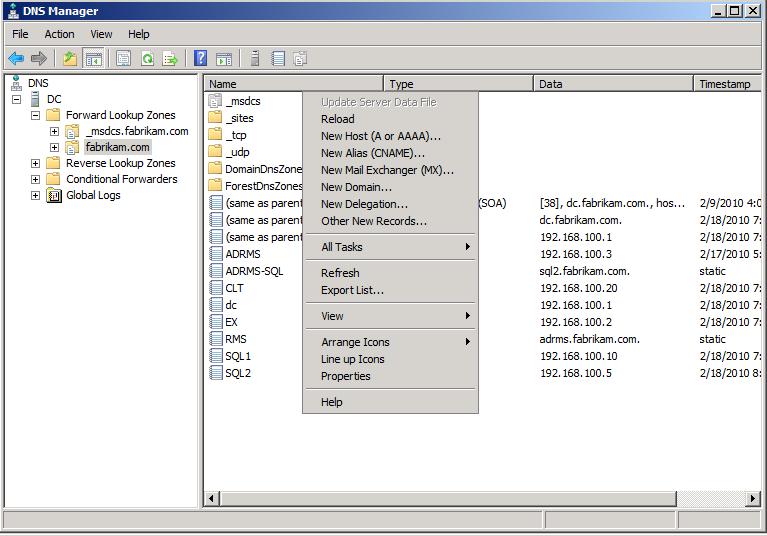 DNS Manager
File Action View Help
DNS
DC
Forward Lookup Zones
_msdcs.fabrikam.com
fabrikam.com
Reverse Lookup Zones
Conditional Forwarders
Global Logs
Name Type Data Timestamp
_msdcs
_sites
_tcp
_udp
DomainDnsZone
ForestDnsZones
(same as parent (SOA) [38], dc.fabrikam.com., hos... 2/9/2010 4:0
(same as parent dc.fabrikam.com. 2/18/2010 7:
(same as parent 192.168.100.1 2/18/2010 7:
ADRMS 192.168.100.3 2/17/2010 5:
ADRMS-SQL sql2.fabrikam.com. static
CLT 192.168.100.20 2/18/2010 7:
dc 192.168.100.1 2/18/2010 7:
EX 192.168.100.2 2/18/2010 7:
RMS adrms.fabrikam.com. static
SQL1 192.168.100.10 2/18/2010 7:
SQL2 192.168.100.5 2/18/2010 8:
Update Server Data File
Reload
New Host (A or AAAA)...
New Alias (CNAME)...
New Mail Exchanger (MX)...
New Domain...
New Delegation...
Other New Records...
All Tasks
Refresh
Export List...
View
Arrange Icons
Line up Icons
Properties
Help